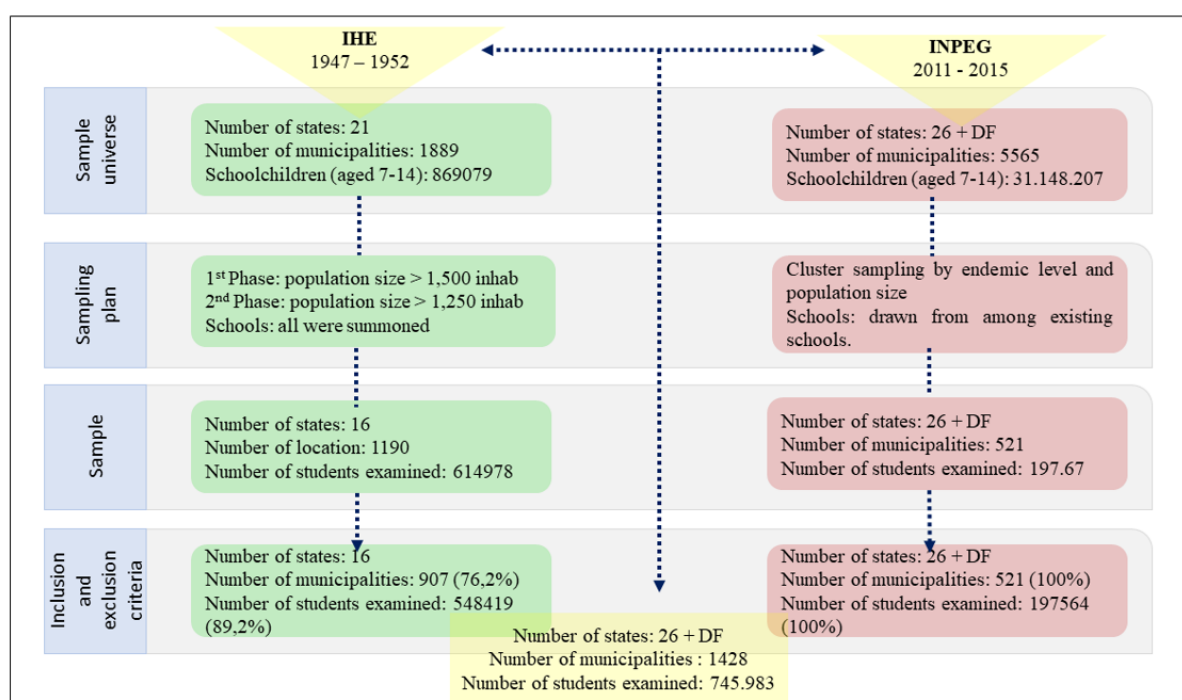 IHE
1947 – 1952
INPEG
2011 - 2015
Sample
universe
Number of states: 21
Number of municipalities: 1889
Schoolchildren (aged 7-14): 869079
Number of states: 26 + DF
Number of municipalities: 5565
Schoolchildren (aged 7-14): 31.148.207
Sampling
plan
1st Phase: population size > 1,500 inhab
2nd Phase: population size > 1,250 inhab
Schools: all were summoned
Cluster sampling by endemic level and
population size
Schools: drawn from among existing
schools.
Sample
Number of states: 16
Number of location: 1190
Number of students examined: 614978
Number of states: 26 + DF
Number of municipalities: 521
Number of students examined: 197.67
Inclusion
and
exclusion
criteria
Number of states: 16
Number of municipalities: 907 (76,2%)
Number of students examined: 548419
(89,2%)
Number of states: 26 + DF
Number of municipalities: 521 (100%)
Number of students examined: 197564
(100%)
Number of states: 26 + DF
Number of municipalities : 1428
Number of students examined: 745.983